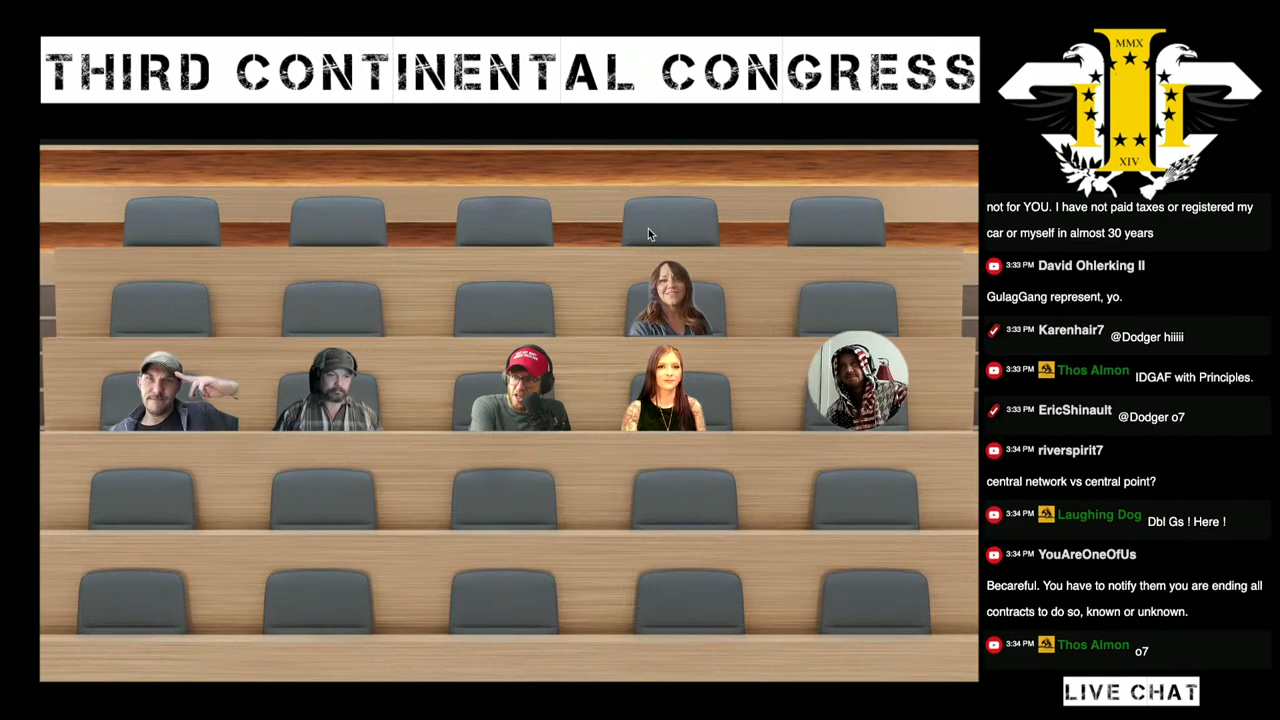 THIRD CONTINENTAL CONGRESS
MMX
XIV
not for YOU. I have not paid taxes or registered my
car or myself in almost 30 years
3:33 PM David Ohlerking II
GulagGang represent, yo.
3:33 PM Karenhair7 @Dodger hiiiii
3:33 PM Thos Almon IDGAF with Principles.
3:33 PM EricShinault @Dodger o7
3:34 PM riverspirit7
central network vs central point?
3:34 PM Laughing Dog Dbl Gs ! Here !
3:34 PM YouAreOneOfUs
Becareful. You have to notify them you are ending all
contracts to do so, known or unknown.
3:34 PM Thos Almon o7
LIVE CHAT